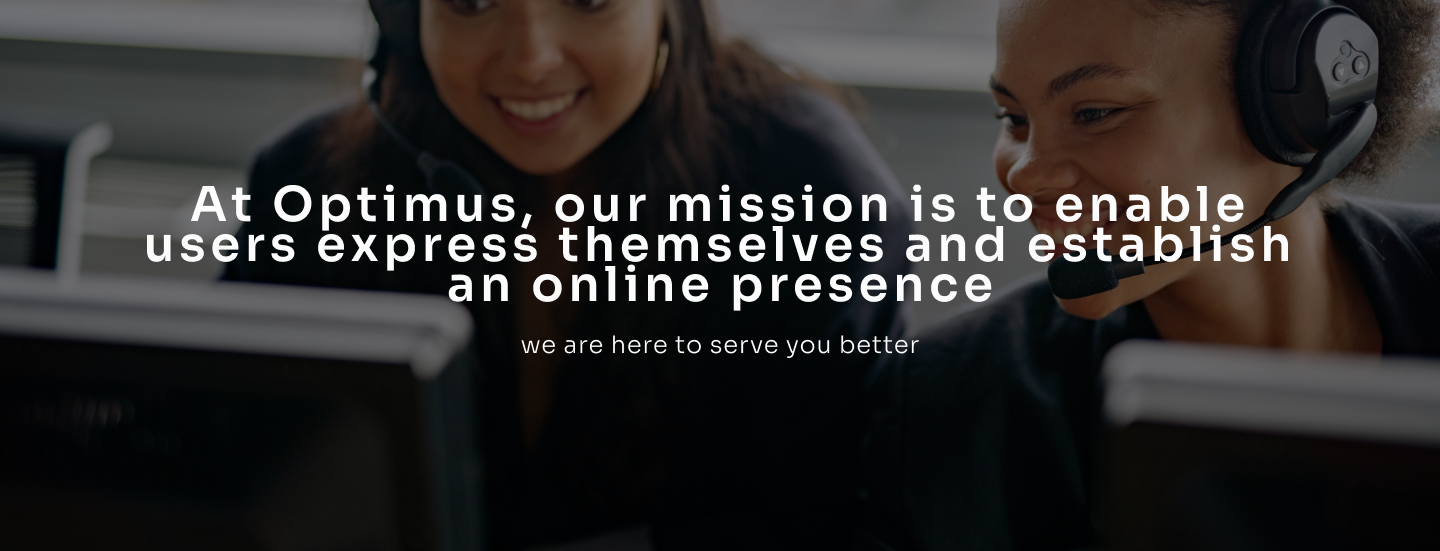 At Optimus, our mission is to enable
users express themselves and establish
an online presence
we are here to serve you better